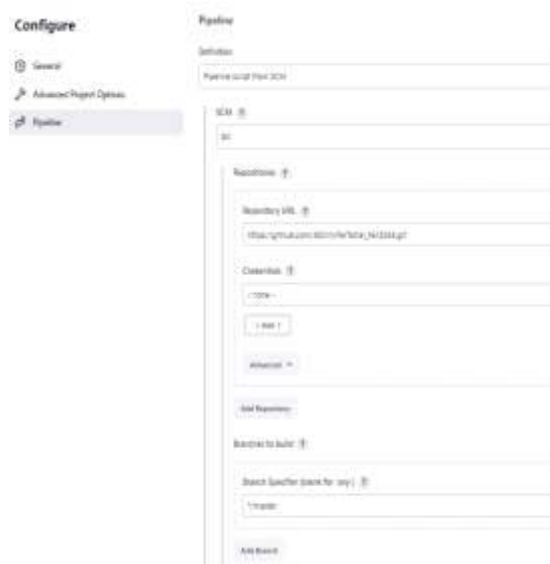 Configure
General
Advanced Project Options
Pipeline
Pipeline
Definition
Pipeline script from SCM
SCM ?
Git
Repositories ?
Repository URL ?
Credentials ?
- none -
+ Add
Advanced
Add Repository
Branches to build ?
Branch Specifier (blank for 'any') ?
*/master
Add Branch